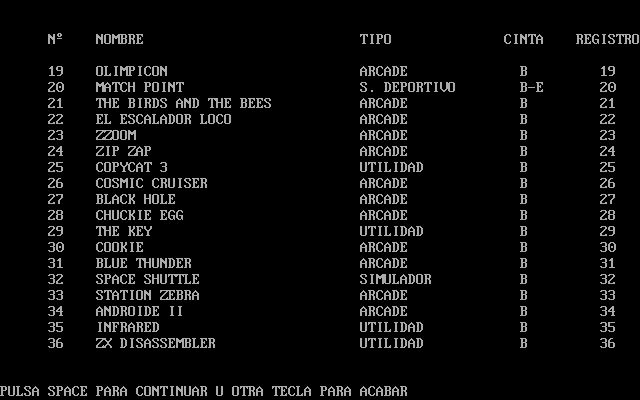 Nº NOMBRE TIPO CINTA REGISTRO
19 OLIMPICON ARCADE B 19
20 MATCH POINT S. DEPORTIVO B-E 20
21 THE BIRDS AND THE BEES ARCADE B 21
22 EL ESCALADOR LOCO ARCADE B 22
23 ZZOOM ARCADE B 23
24 ZIP ZAP ARCADE B 24
25 COPYCAT 3 UTILIDAD B 25
26 COSMIC CRUISER ARCADE B 26
27 BLACK HOLE ARCADE B 27
28 CHUCKIE EGG ARCADE B 28
29 THE KEY UTILIDAD B 29
30 COOKIE ARCADE B 30
31 BLUE THUNDER ARCADE B 31
32 SPACE SHUTTLE SIMULADOR B 32
33 STATION ZEBRA ARCADE B 33
34 ANDROIDE II ARCADE B 34
35 INFRARED UTILIDAD B 35
36 ZX DISASSEMBLER UTILIDAD B 36
PULSA SPACE PARA CONTINUAR U OTRA TECLA PARA ACABAR